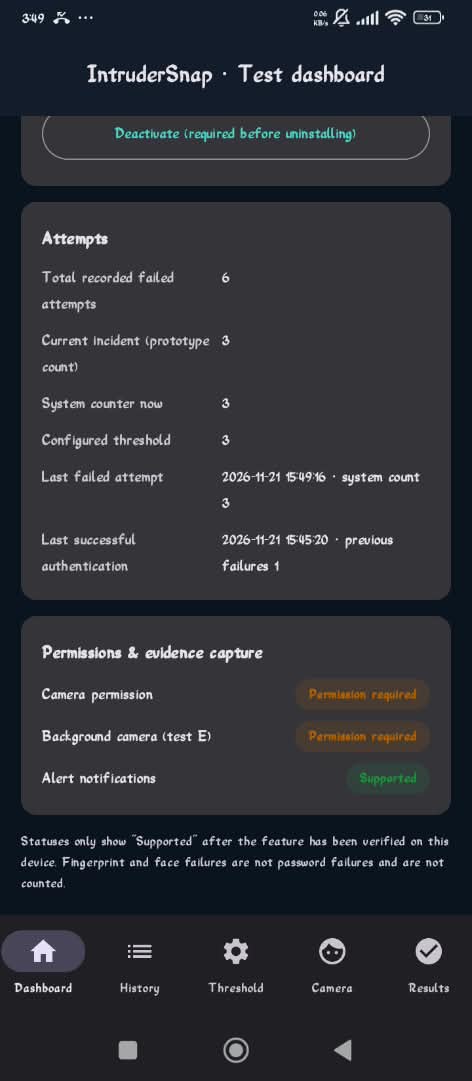 3:49
0.06
KB/s
31
IntruderSnap · Test dashboard
Deactivate (required before uninstalling)
Attempts
Total recorded failed attempts 6
Current incident (prototype count) 3
System counter now 3
Configured threshold 3
Last failed attempt 2026-11-21 15:49:16 · system count 3
Last successful authentication 2026-11-21 15:45:20 · previous failures 1
Permissions & evidence capture
Camera permission Permission required
Background camera (test E) Permission required
Alert notifications Supported
Statuses only show "Supported" after the feature has been verified on this
device. Fingerprint and face failures are not password failures and are not
counted.
Dashboard History Threshold Camera Results